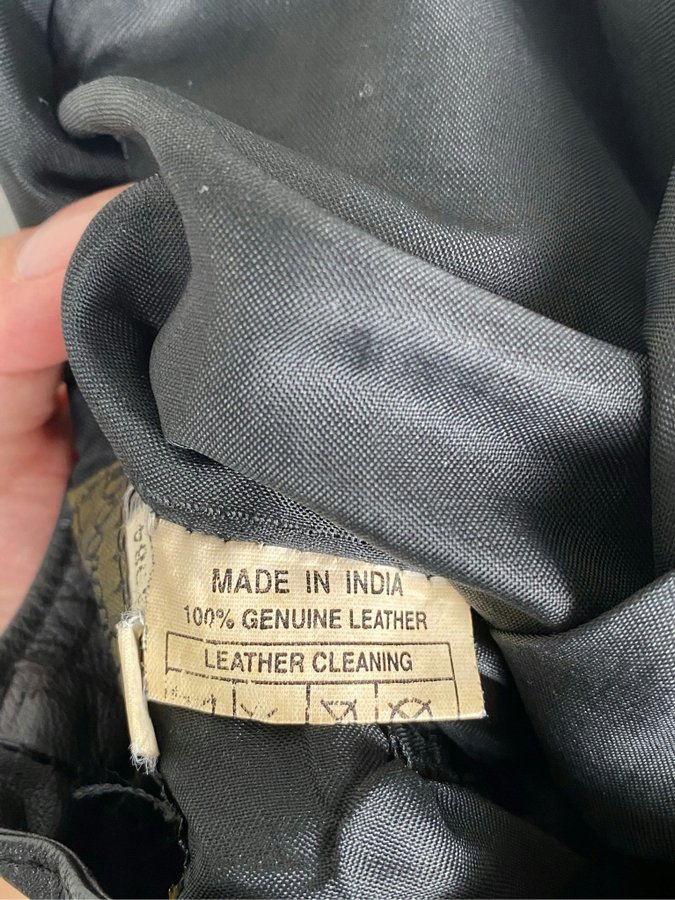 MADE IN INDIA
100% GENUINE LEATHER
LEATHER CLEANING